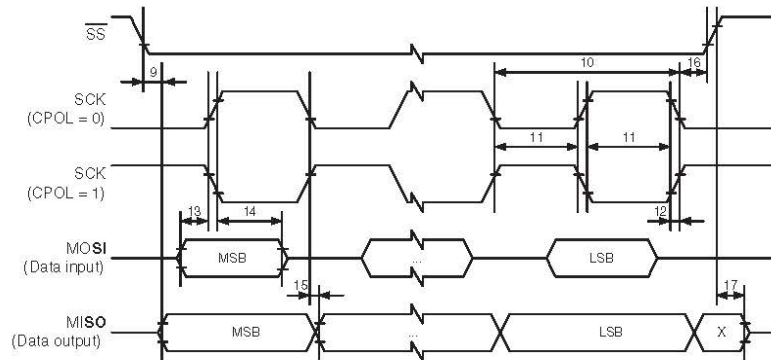 SS
9
10
16
SCK
(CPOL = 0)
11
11
SCK
(CPOL = 1)
13
14
12
MOSI
(Data input)
MSB
...
LSB
15
17
MISO
(Data output)
MSB
...
LSB
X